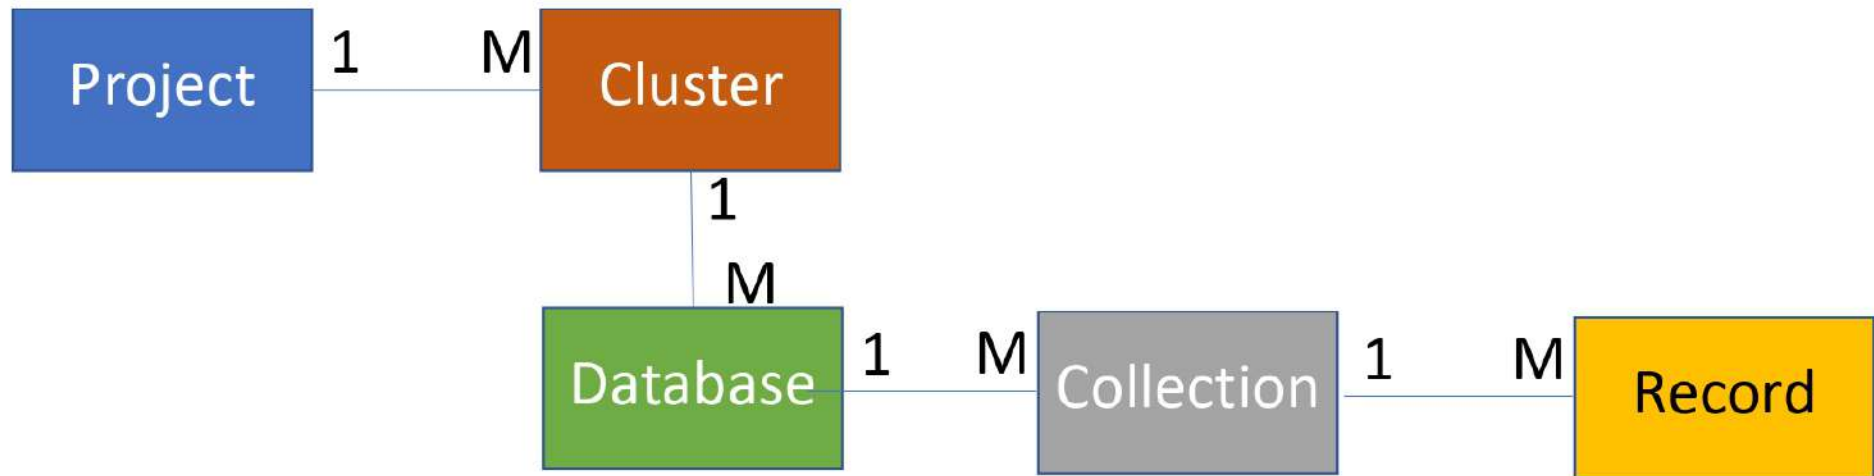 Project 1 M Cluster
1
M
Database 1 M Collection 1 M Record